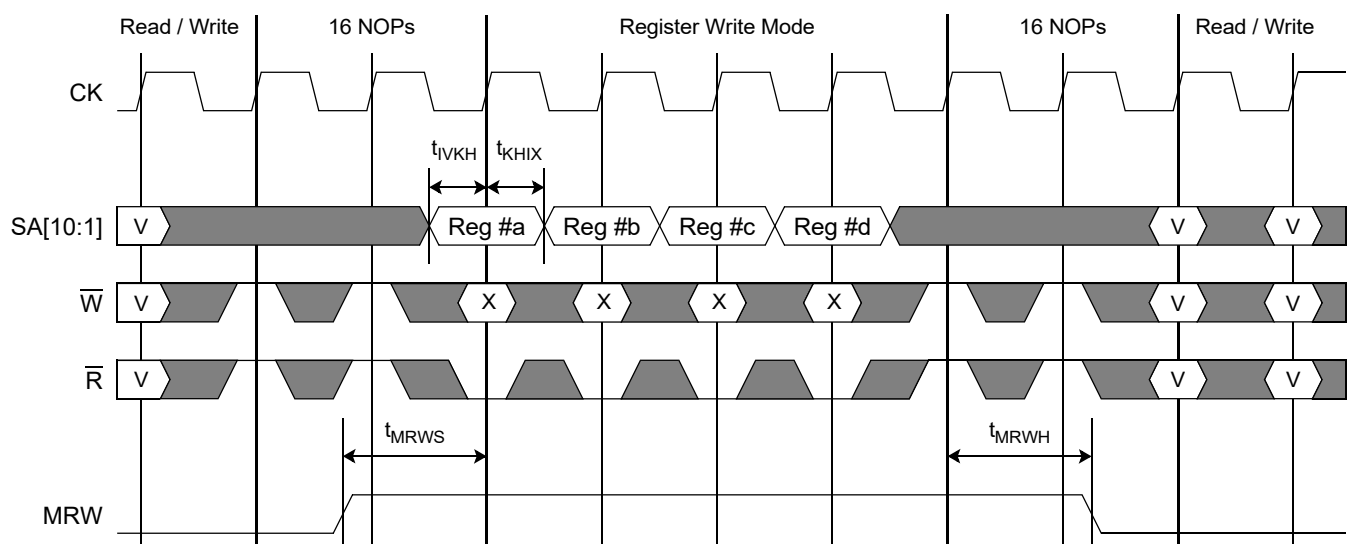 Read / Write 16 NOPs Register Write Mode 16 NOPs Read / Write
CK
tIVKH tKHIX
SA[10:1] V Reg #a Reg #b Reg #c Reg #d V V
W V X X X X V V
R V V V
tMRWS tMRWH
MRW